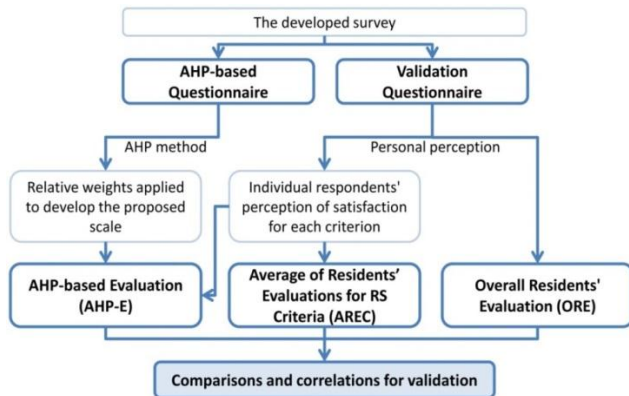 The developed survey
AHP-based
Questionnaire
Validation
Questionnaire
AHP method
Personal perception
Relative weights applied
to develop the proposed
scale
Individual respondents'
perception of satisfaction
for each criterion
AHP-based Evaluation
(AHP-E)
Average of Residents’
Evaluations for RS
Criteria (AREC)
Overall Residents'
Evaluation (ORE)
Comparisons and correlations for validation